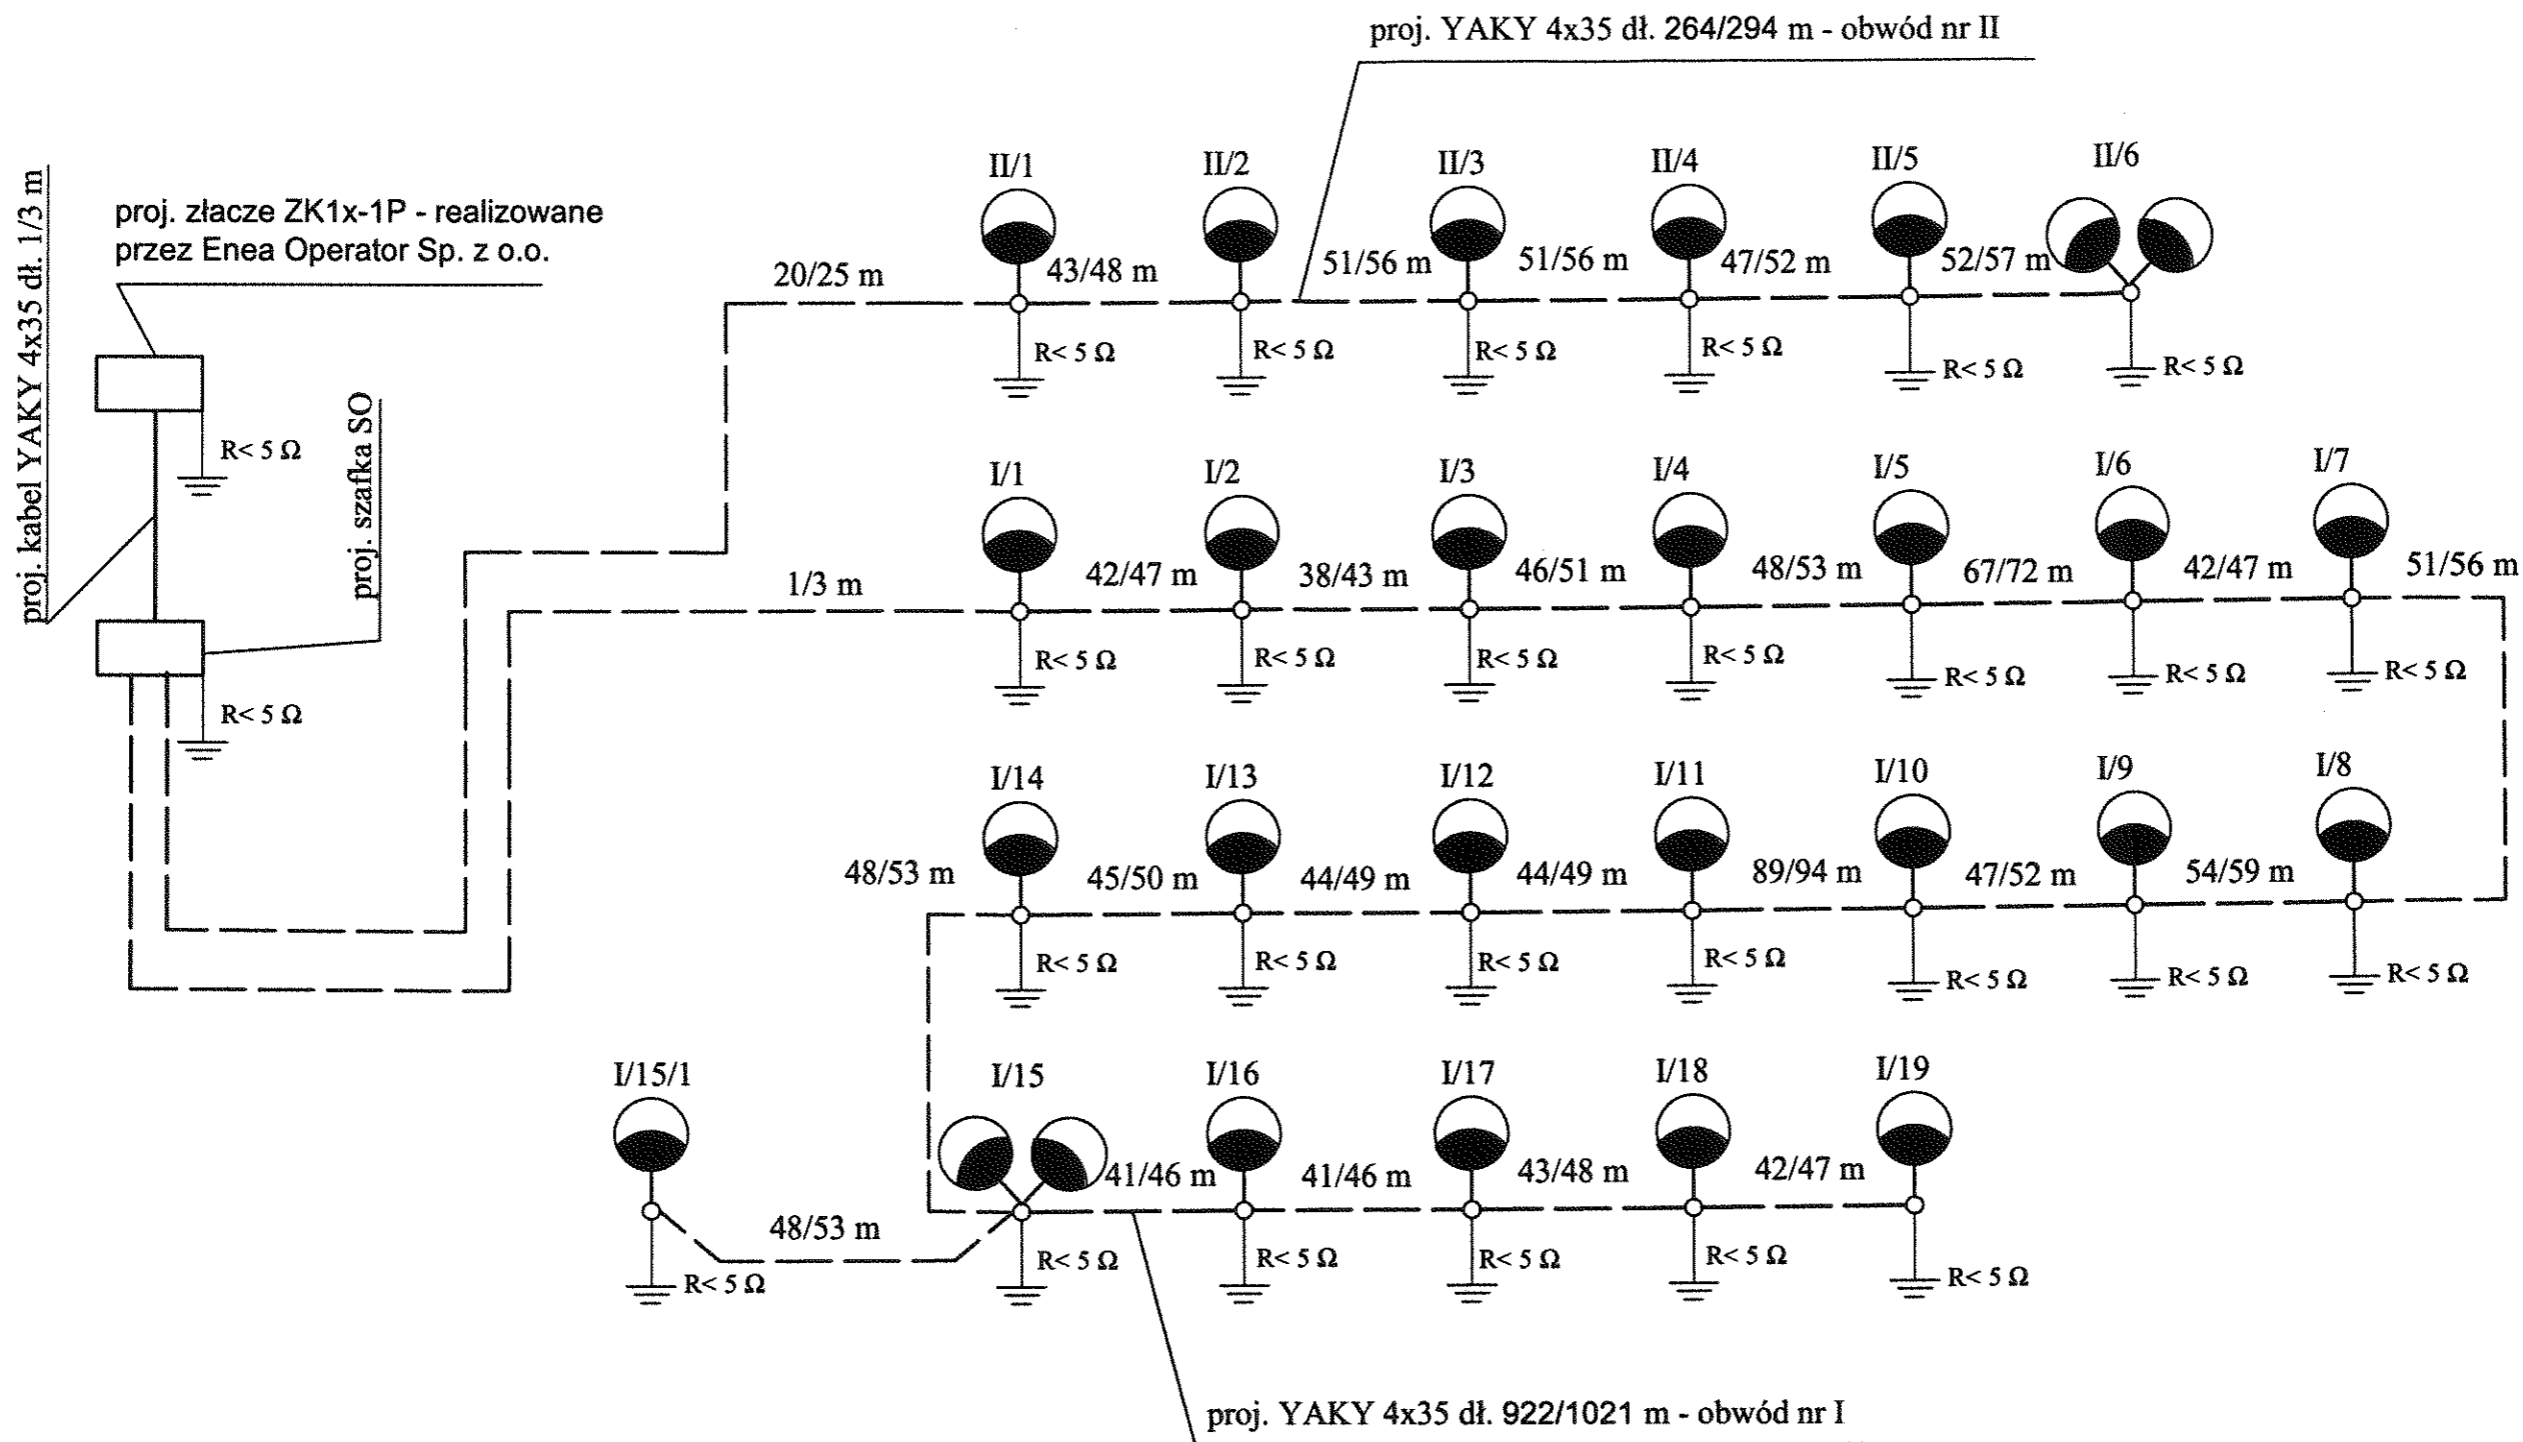 proj. YAKY 4x35 dł. 264/294 m - obwód nr II
proj. kabel YAKY 4x35 dł. 1/3 m
proj. złacze ZK1x-1P - realizowane
przez Enea Operator Sp. z o.o.
R< 5 Ω
proj. szafka SO
R< 5 Ω
II/1
II/2
II/3
II/4
II/5
II/6
20/25 m
43/48 m
51/56 m
51/56 m
47/52 m
52/57 m
R< 5 Ω
R< 5 Ω
R< 5 Ω
R< 5 Ω
R< 5 Ω
R< 5 Ω
I/1
I/2
I/3
I/4
I/5
I/6
I/7
1/3 m
42/47 m
38/43 m
46/51 m
48/53 m
67/72 m
42/47 m
51/56 m
R< 5 Ω
R< 5 Ω
R< 5 Ω
R< 5 Ω
R< 5 Ω
R< 5 Ω
R< 5 Ω
I/14
I/13
I/12
I/11
I/10
I/9
I/8
48/53 m
45/50 m
44/49 m
44/49 m
89/94 m
47/52 m
54/59 m
R< 5 Ω
R< 5 Ω
R< 5 Ω
R< 5 Ω
R< 5 Ω
R< 5 Ω
R< 5 Ω
I/15/1
I/15
I/16
I/17
I/18
I/19
48/53 m
41/46 m
41/46 m
43/48 m
42/47 m
R< 5 Ω
R< 5 Ω
R< 5 Ω
R< 5 Ω
R< 5 Ω
R< 5 Ω
proj. YAKY 4x35 dł. 922/1021 m - obwód nr I